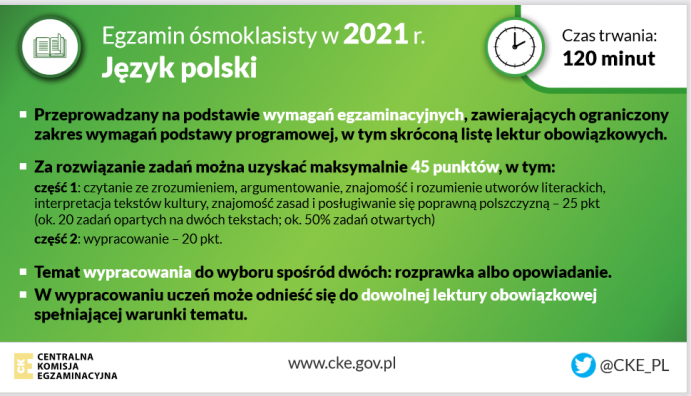 Egzamin ósmoklasisty w 2021 r.
Język polski
Czas trwania:
120 minut
Przeprowadzany na podstawie wymagań egzaminacyjnych, zawierających ograniczony
zakres wymagań podstawy programowej, w tym skróconą listę lektur obowiązkowych.
Za rozwiązanie zadań można uzyskać maksymalnie 45 punktów, w tym:
część 1: czytanie ze zrozumieniem, argumentowanie, znajomość i rozumienie utworów literackich,
interpretacja tekstów kultury, znajomość zasad i posługiwanie się poprawną polszczyzną – 25 pkt
(ok. 20 zadań opartych na dwóch tekstach; ok. 50% zadań otwartych)
część 2: wypracowanie – 20 pkt.
Temat wypracowania do wyboru spośród dwóch: rozprawka albo opowiadanie.
W wypracowaniu uczeń może odnieść się do dowolnej lektury obowiązkowej
spełniającej warunki tematu.
CKE
CENTRALNA
KOMISJA
EGZAMINACYJNA
www.cke.gov.pl
@CKE_PL